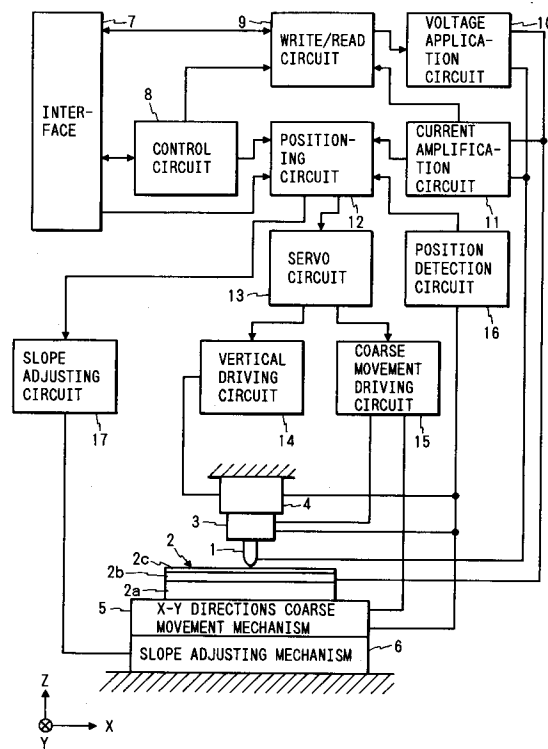 7
9
10
INTER-
FACE
WRITE/READ
CIRCUIT
VOLTAGE
APPLICA-
TION
CIRCUIT
8
CONTROL
CIRCUIT
POSITION-
ING
CIRCUIT
12
CURRENT
AMPLIFICA-
TION
CIRCUIT
11
SERVO
CIRCUIT
13
POSITION
DETECTION
CIRCUIT
16
SLOPE
ADJUSTING
CIRCUIT
17
VERTICAL
DRIVING
CIRCUIT
14
COARSE
MOVEMENT
DRIVING
CIRCUIT
15
4
3
1
2
2c
2b
2a
5
X-Y DIRECTIONS COARSE
MOVEMENT MECHANISM
SLOPE ADJUSTING MECHANISM
6
Z
X
Y